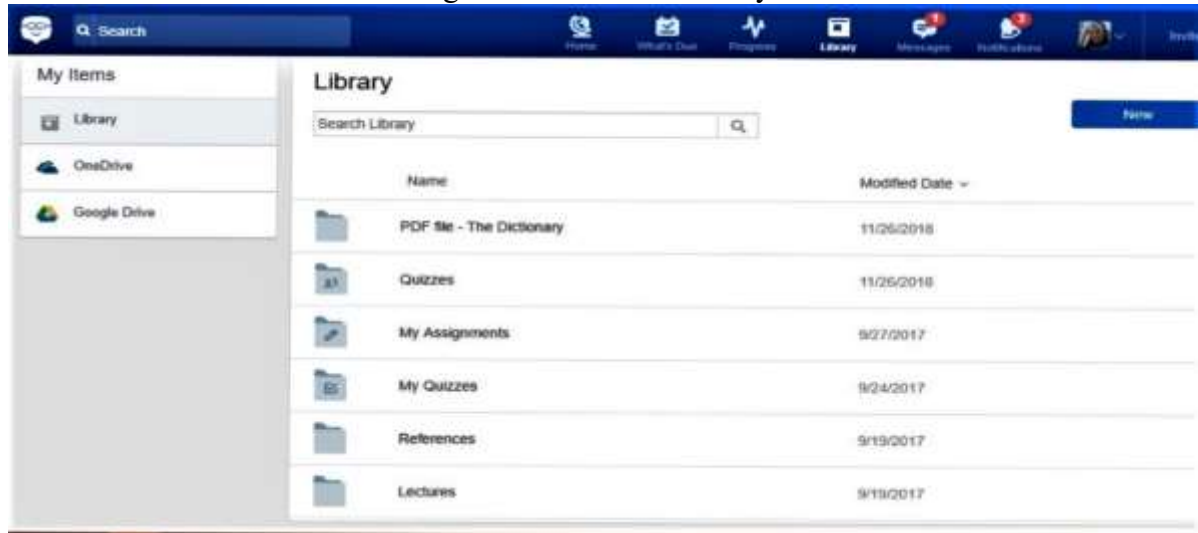 Search
Home
What's Due
Progress
Library
1
Messages
3
Notifications
My Items
Library
OneDrive
Google Drive
Library
Search Library
New
Name
Modified Date
PDF file - The Dictionary
11/26/2018
Quizzes
11/26/2018
My Assignments
9/27/2017
My Quizzes
9/24/2017
References
9/19/2017
Lectures
9/19/2017